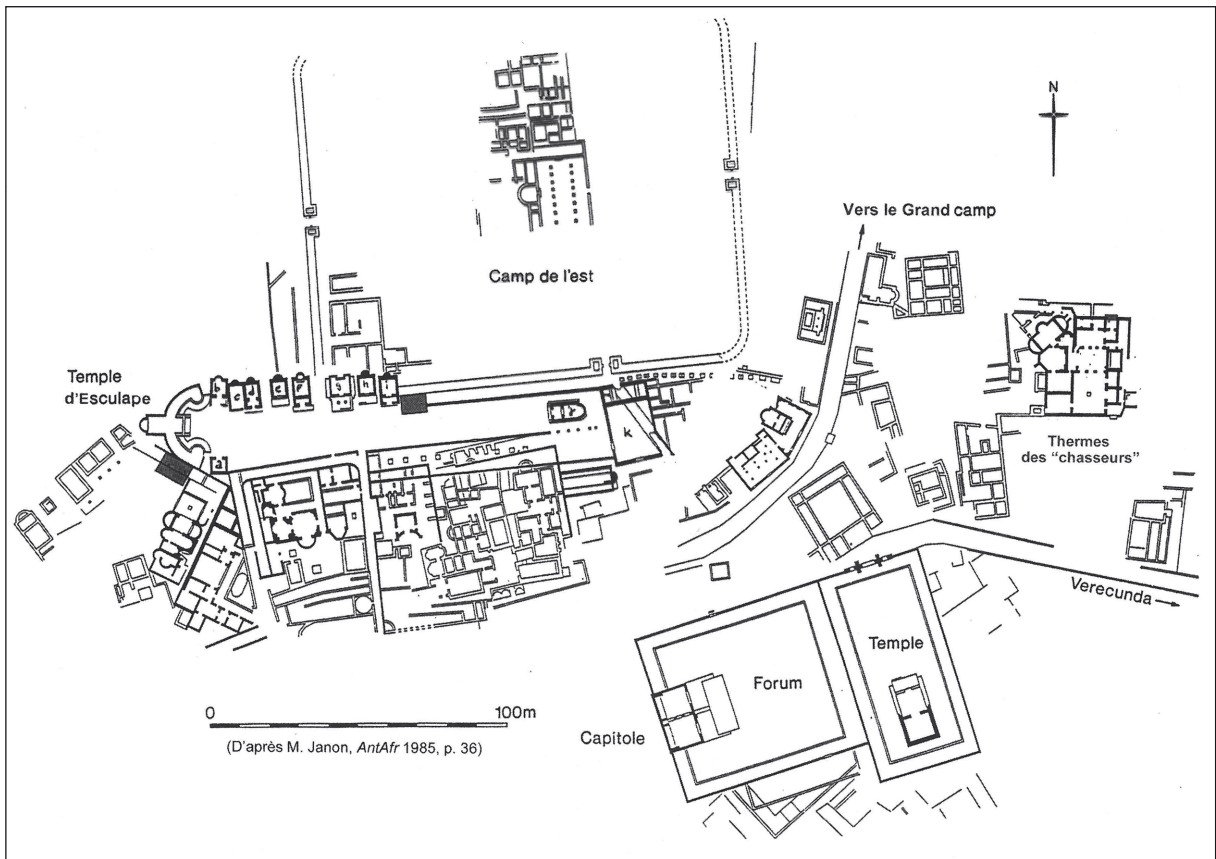 N
Vers le Grand camp
Camp de l'est
Temple
d'Esculape
b
c
d
e
f
g
h
a
k
Thermes
des "chasseurs"
Verecunda
Temple
Forum
Capitole
0 100m
(D'après M. Janon, AntAfr 1985, p. 36)